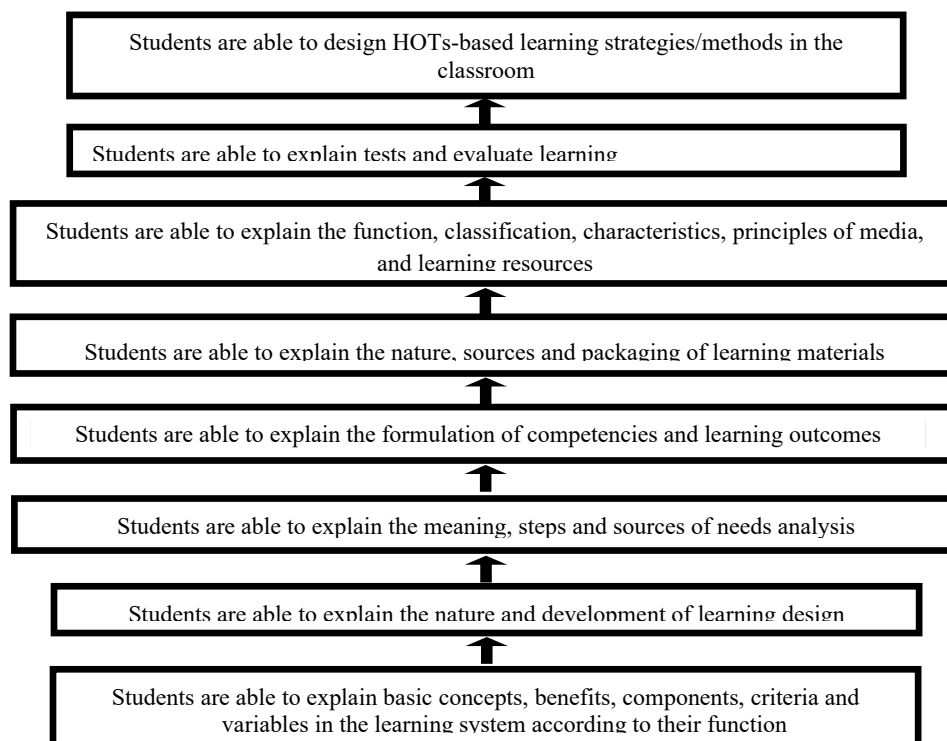 Students are able to design HOTs-based learning strategies/methods in the
classroom
Students are able to explain tests and evaluate learning
Students are able to explain the function, classification, characteristics, principles of media,
and learning resources
Students are able to explain the nature, sources and packaging of learning materials
Students are able to explain the formulation of competencies and learning outcomes
Students are able to explain the meaning, steps and sources of needs analysis
Students are able to explain the nature and development of learning design
Students are able to explain basic concepts, benefits, components, criteria and
variables in the learning system according to their function